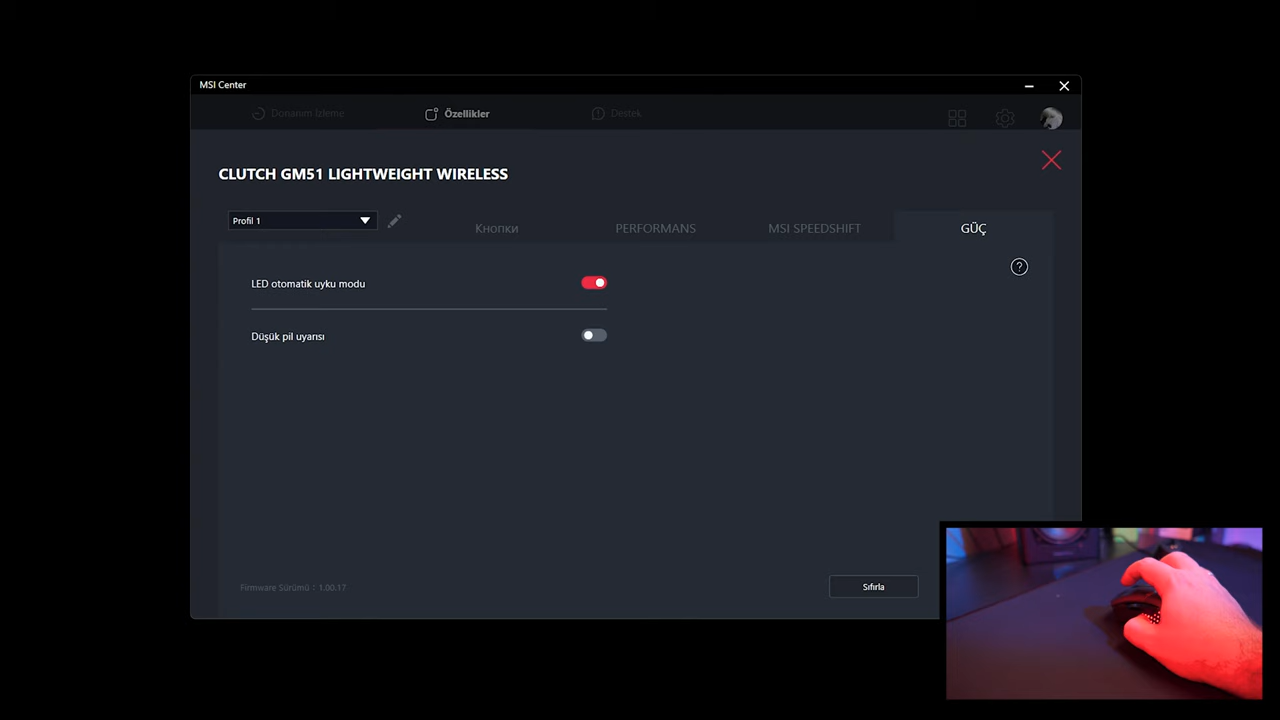 MSI Center
Donanım İzleme
Özellikler
Destek
CLUTCH GM51 LIGHTWEIGHT WIRELESS
Profil 1
Кнопки
PERFORMANS
MSI SPEEDSHIFT
GÜÇ
?
LED otomatik uyku modu
Düşük pil uyarısı
Firmware Sürümü : 1.00.17
Sıfırla